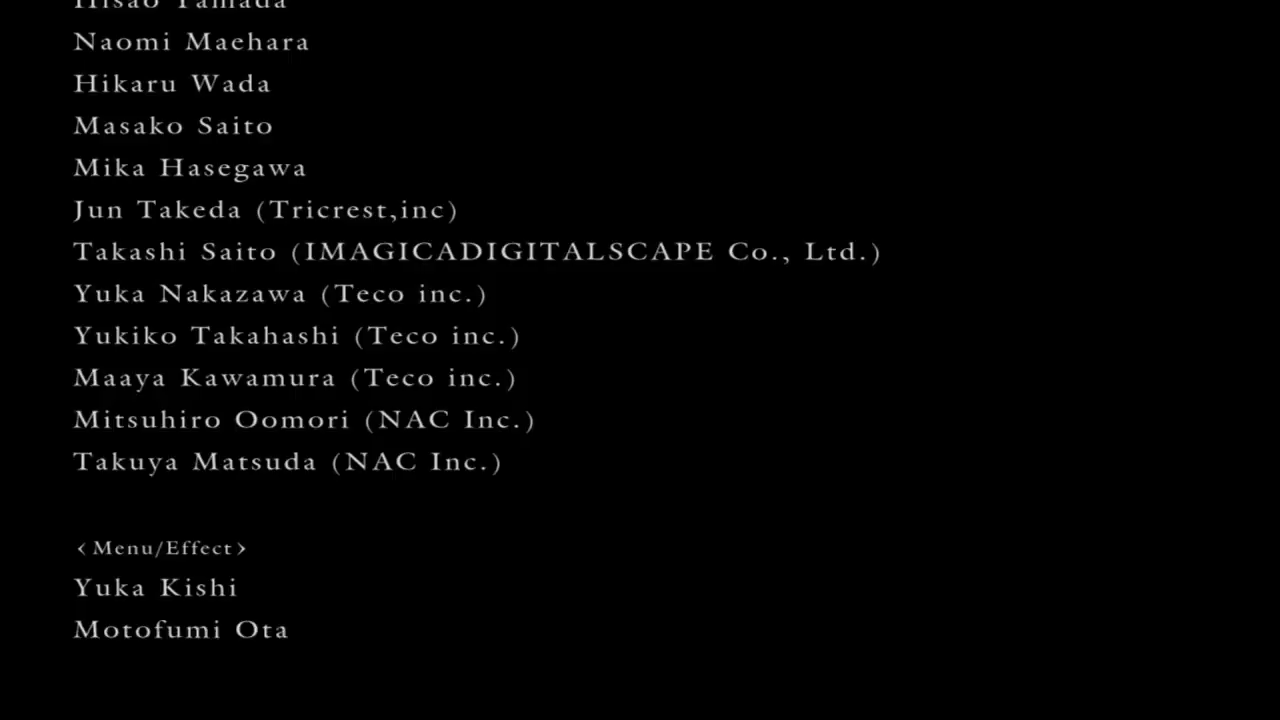 Hisao Yamada
Naomi Maehara
Hikaru Wada
Masako Saito
Mika Hasegawa
Jun Takeda (Tricrest,inc)
Takashi Saito (IMAGICADIGITALSCAPE Co., Ltd.)
Yuka Nakazawa (Teco inc.)
Yukiko Takahashi (Teco inc.)
Maaya Kawamura (Teco inc.)
Mitsuhiro Oomori (NAC Inc.)
Takuya Matsuda (NAC Inc.)
<Menu/Effect>
Yuka Kishi
Motofumi Ota